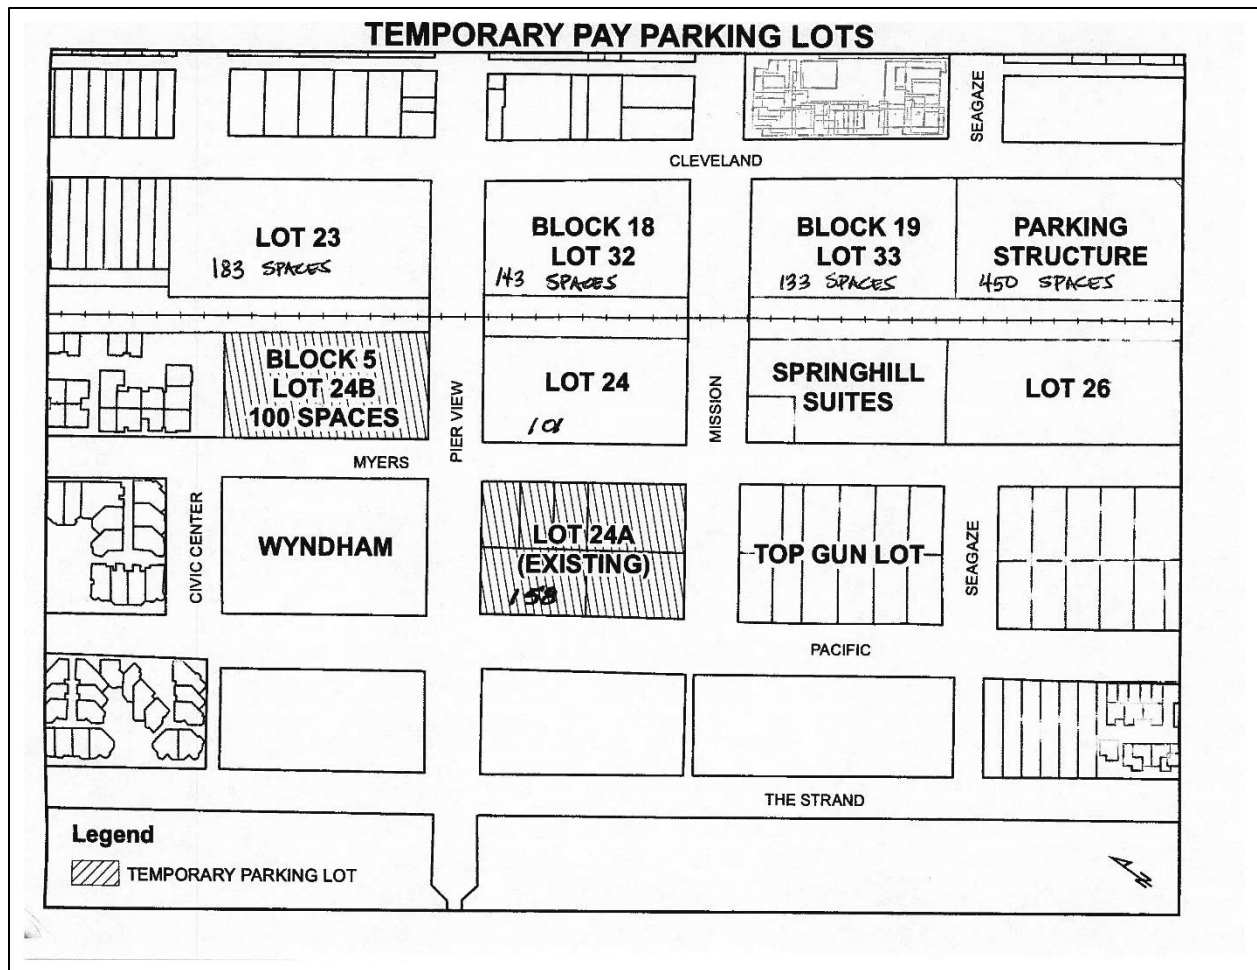 TEMPORARY PAY PARKING LOTS
SEAGAZE
CLEVELAND
LOT 23
183 SPACES
BLOCK 18
LOT 32
143 SPACES
BLOCK 19
LOT 33
133 SPACES
PARKING
STRUCTURE
450 SPACES
BLOCK 5
LOT 24B
100 SPACES
PIER VIEW
LOT 24
101
MISSION
SPRINGHILL
SUITES
LOT 26
MYERS
CIVIC CENTER
WYNDHAM
LOT 24A
(EXISTING)
158
TOP GUN LOT
SEAGAZE
PACIFIC
THE STRAND
Legend
TEMPORARY PARKING LOT
N